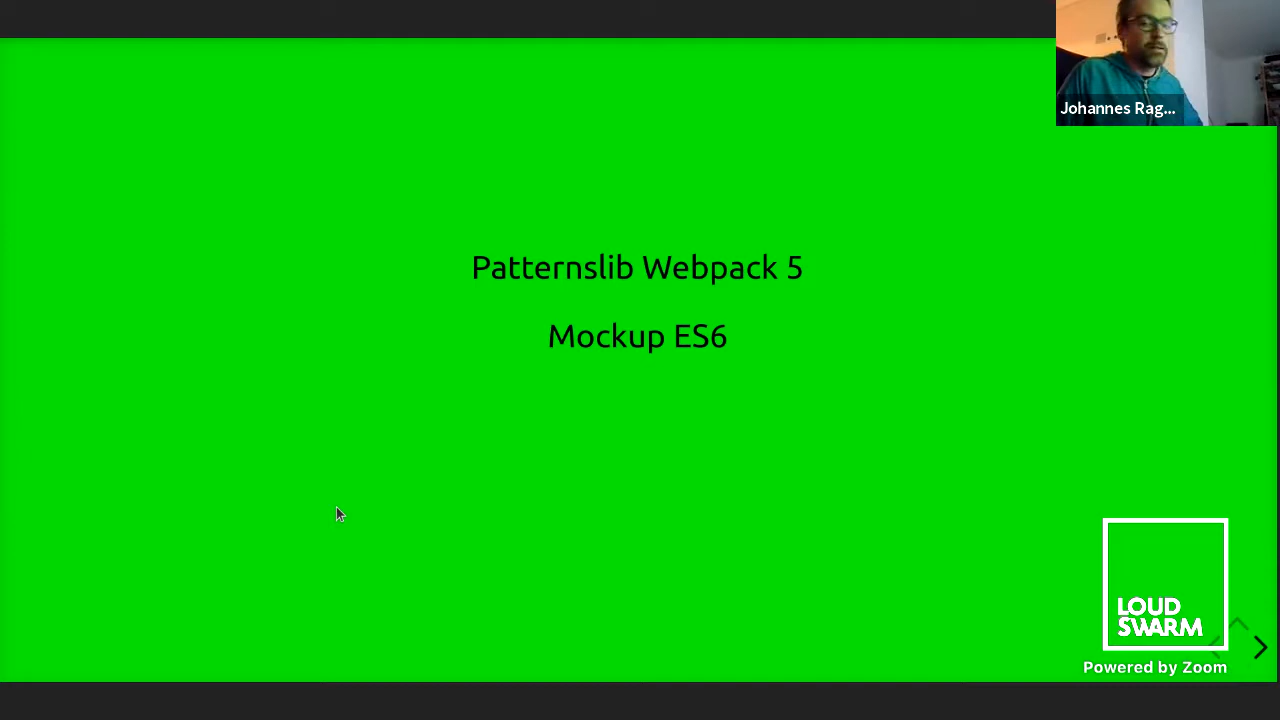 Johannes Rag...
Patternslib Webpack 5
Mockup ES6
LOUD
SWARM
Powered by Zoom